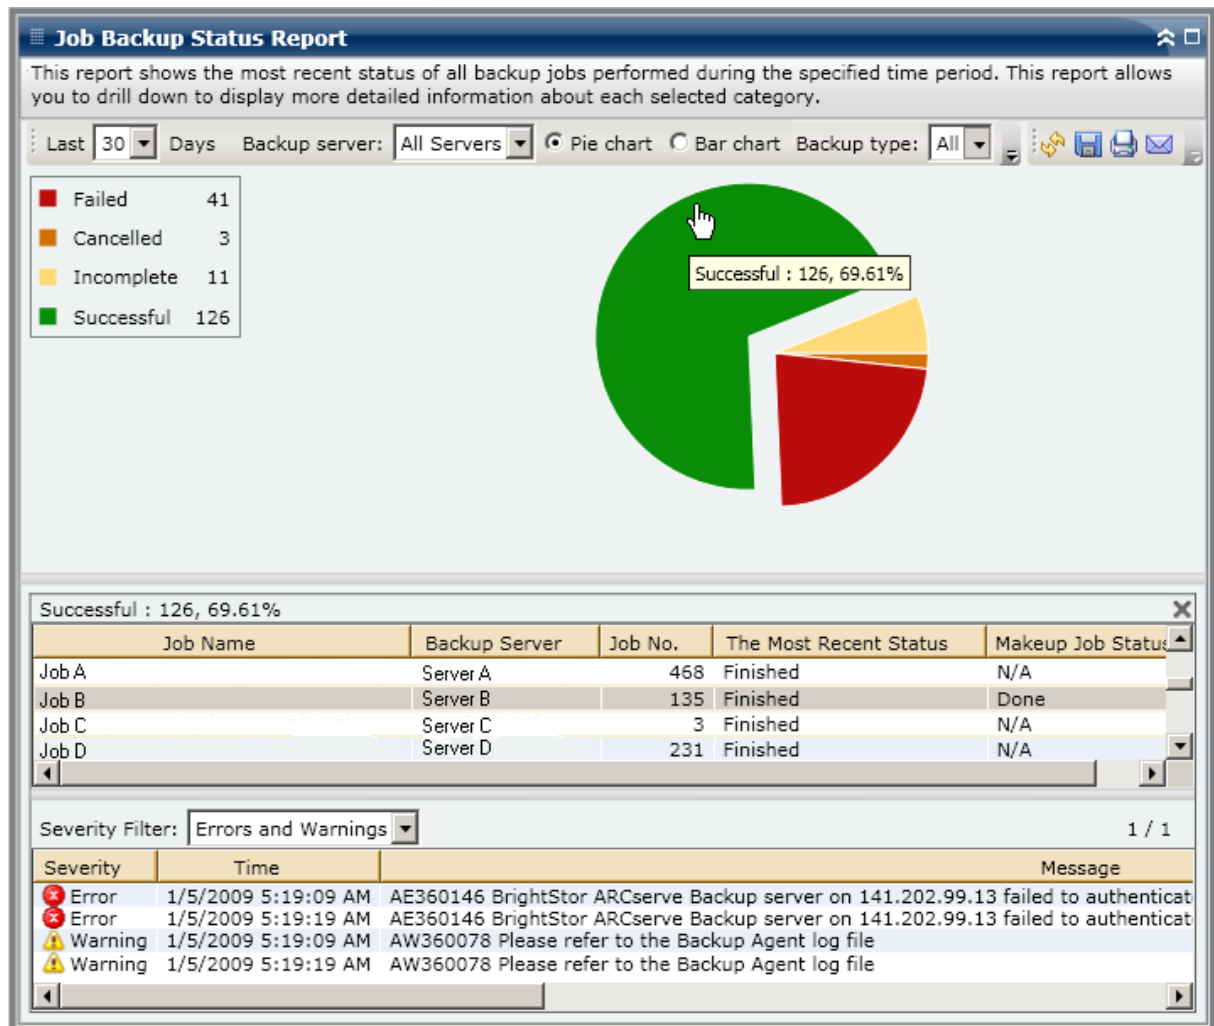 Job Backup Status Report
This report shows the most recent status of all backup jobs performed during the specified time period. This report allows
you to drill down to display more detailed information about each selected category.
Last 30 Days Backup server: All Servers Pie chart Bar chart Backup type: All
Failed 41
Cancelled 3
Incomplete 11
Successful 126
Successful : 126, 69.61%
Successful : 126, 69.61%
Job Name Backup Server Job No. The Most Recent Status Makeup Job Status
Job A Server A 468 Finished N/A
Job B Server B 135 Finished Done
Job C Server C 3 Finished N/A
Job D Server D 231 Finished N/A
Severity Filter: Errors and Warnings 1 / 1
Severity Time Message
Error 1/5/2009 5:19:09 AM AE360146 BrightStor ARCserve Backup server on 141.202.99.13 failed to authenticat
Error 1/5/2009 5:19:19 AM AE360146 BrightStor ARCserve Backup server on 141.202.99.13 failed to authenticat
Warning 1/5/2009 5:19:09 AM AW360078 Please refer to the Backup Agent log file
Warning 1/5/2009 5:19:19 AM AW360078 Please refer to the Backup Agent log file